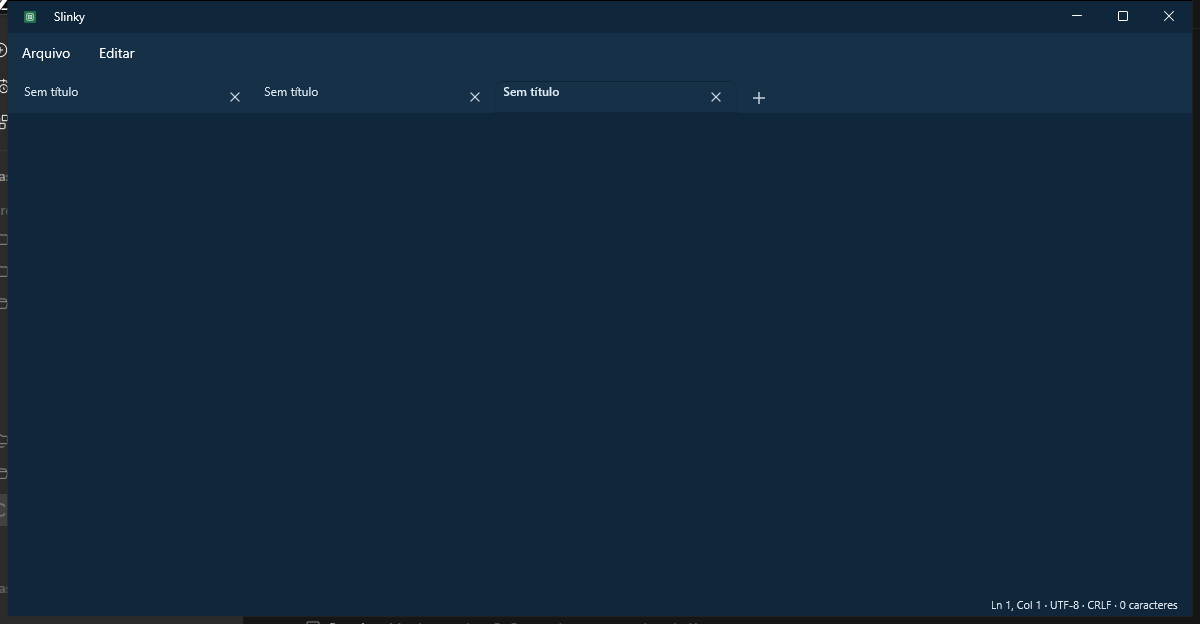 Slinky
Arquivo Editar
Sem título Sem título Sem título
Ln 1, Col 1 · UTF-8 · CRLF · 0 caracteres